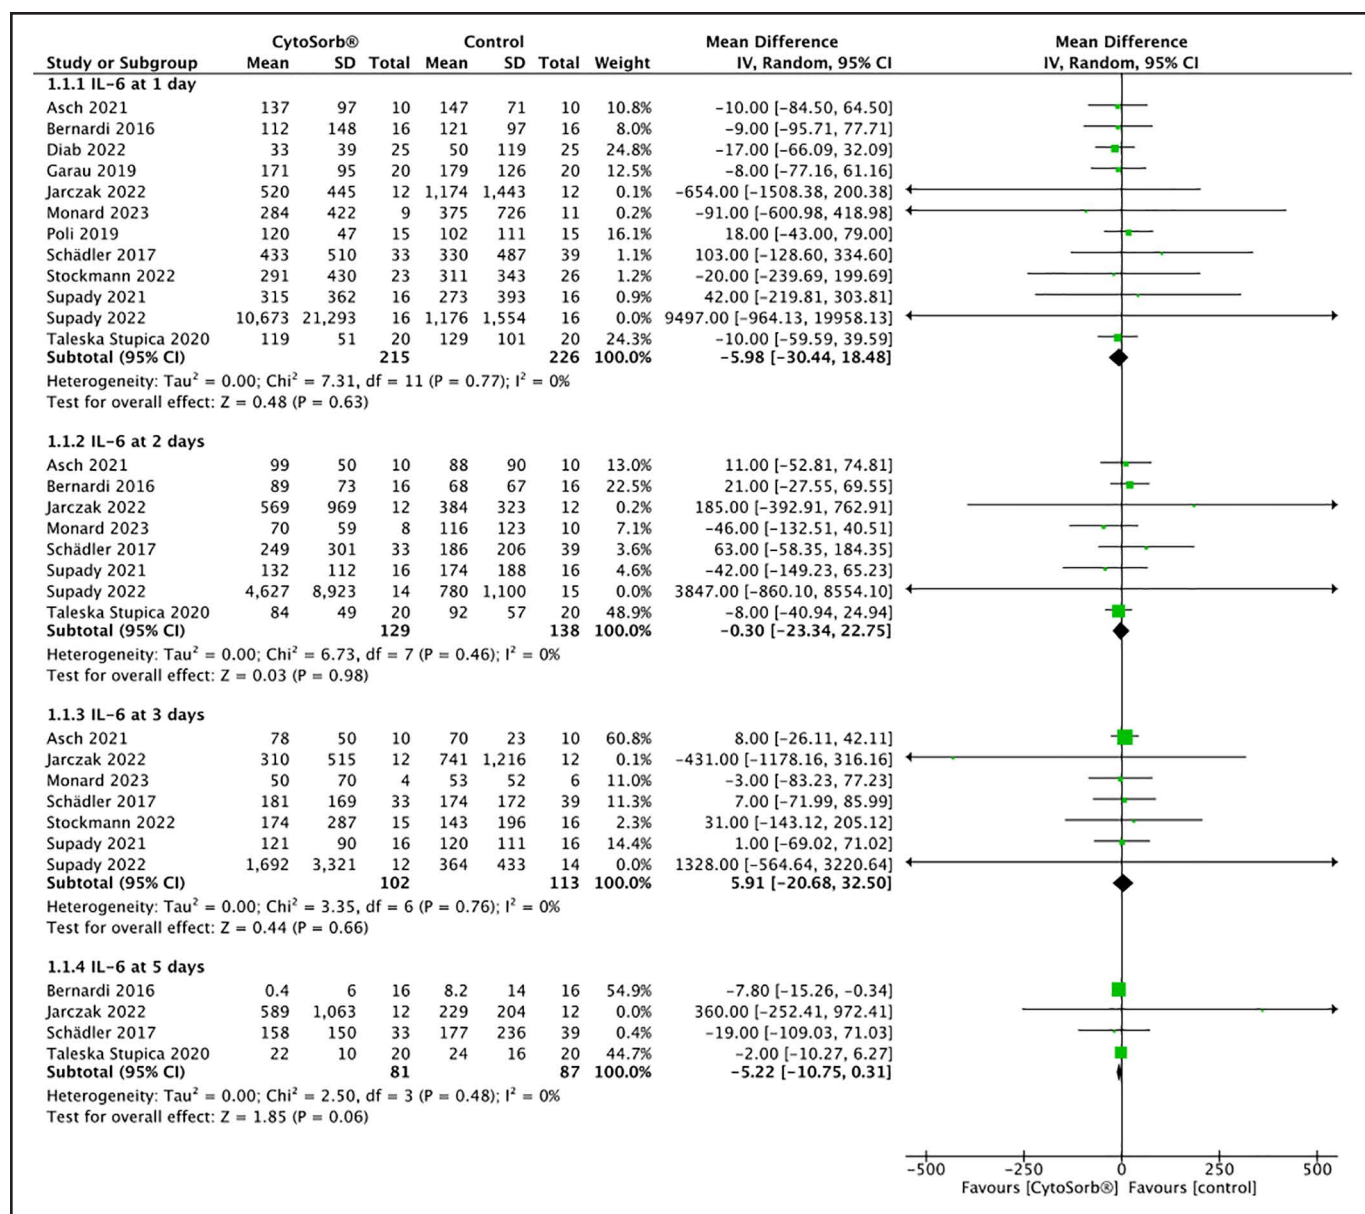 CytoSorb® Control Mean Difference Mean Difference
Study or Subgroup Mean SD Total Mean SD Total Weight IV, Random, 95% CI IV, Random, 95% CI
1.1.1 IL-6 at 1 day
Asch 2021 137 97 10 147 71 10 10.8% -10.00 [-84.50, 64.50]
Bernardi 2016 112 148 16 121 97 16 8.0% -9.00 [-95.71, 77.71]
Diab 2022 33 39 25 50 119 25 24.8% -17.00 [-66.09, 32.09]
Garau 2019 171 95 20 179 126 20 12.5% -8.00 [-77.16, 61.16]
Jarczak 2022 520 445 12 1,174 1,443 12 0.1% -654.00 [-1508.38, 200.38]
Monard 2023 284 422 9 375 726 11 0.2% -91.00 [-600.98, 418.98]
Poli 2019 120 47 15 102 111 15 16.1% 18.00 [-43.00, 79.00]
Schädler 2017 433 510 33 330 487 39 1.1% 103.00 [-128.60, 334.60]
Stockmann 2022 291 430 23 311 343 26 1.2% -20.00 [-239.69, 199.69]
Supady 2021 315 362 16 273 393 16 0.9% 42.00 [-219.81, 303.81]
Supady 2022 10,673 21,293 16 1,176 1,554 16 0.0% 9497.00 [-964.13, 19958.13]
Taleska Stupica 2020 119 51 20 129 101 20 24.3% -10.00 [-59.59, 39.59]
Subtotal (95% CI) 215 226 100.0% -5.98 [-30.44, 18.48]
Heterogeneity: Tau² = 0.00; Chi² = 7.31, df = 11 (P = 0.77); I² = 0%
Test for overall effect: Z = 0.48 (P = 0.63)
1.1.2 IL-6 at 2 days
Asch 2021 99 50 10 88 90 10 13.0% 11.00 [-52.81, 74.81]
Bernardi 2016 89 73 16 68 67 16 22.5% 21.00 [-27.55, 69.55]
Jarczak 2022 569 969 12 384 323 12 0.2% 185.00 [-392.91, 762.91]
Monard 2023 70 59 8 116 123 10 7.1% -46.00 [-132.51, 40.51]
Schädler 2017 249 301 33 186 206 39 3.6% 63.00 [-58.35, 184.35]
Supady 2021 132 112 16 174 188 16 4.6% -42.00 [-149.23, 65.23]
Supady 2022 4,627 8,923 14 780 1,100 15 0.0% 3847.00 [-860.10, 8554.10]
Taleska Stupica 2020 84 49 20 92 57 20 48.9% -8.00 [-40.94, 24.94]
Subtotal (95% CI) 129 138 100.0% -0.30 [-23.34, 22.75]
Heterogeneity: Tau² = 0.00; Chi² = 6.73, df = 7 (P = 0.46); I² = 0%
Test for overall effect: Z = 0.03 (P = 0.98)
1.1.3 IL-6 at 3 days
Asch 2021 78 50 10 70 23 10 60.8% 8.00 [-26.11, 42.11]
Jarczak 2022 310 515 12 741 1,216 12 0.1% -431.00 [-1178.16, 316.16]
Monard 2023 50 70 4 53 52 6 11.0% -3.00 [-83.23, 77.23]
Schädler 2017 181 169 33 174 172 39 11.3% 7.00 [-71.99, 85.99]
Stockmann 2022 174 287 15 143 196 16 2.3% 31.00 [-143.12, 205.12]
Supady 2021 121 90 16 120 111 16 14.4% 1.00 [-69.02, 71.02]
Supady 2022 1,692 3,321 12 364 433 14 0.0% 1328.00 [-564.64, 3220.64]
Subtotal (95% CI) 102 113 100.0% 5.91 [-20.68, 32.50]
Heterogeneity: Tau² = 0.00; Chi² = 3.35, df = 6 (P = 0.76); I² = 0%
Test for overall effect: Z = 0.44 (P = 0.66)
1.1.4 IL-6 at 5 days
Bernardi 2016 0.4 6 16 8.2 14 16 54.9% -7.80 [-15.26, -0.34]
Jarczak 2022 589 1,063 12 229 204 12 0.0% 360.00 [-252.41, 972.41]
Schädler 2017 158 150 33 177 236 39 0.4% -19.00 [-109.03, 71.03]
Taleska Stupica 2020 22 10 20 24 16 20 44.7% -2.00 [-10.27, 6.27]
Subtotal (95% CI) 81 87 100.0% -5.22 [-10.75, 0.31]
Heterogeneity: Tau² = 0.00; Chi² = 2.50, df = 3 (P = 0.48); I² = 0%
Test for overall effect: Z = 1.85 (P = 0.06)
-500 -250 0 250 500
Favours [CytoSorb®] Favours [control]